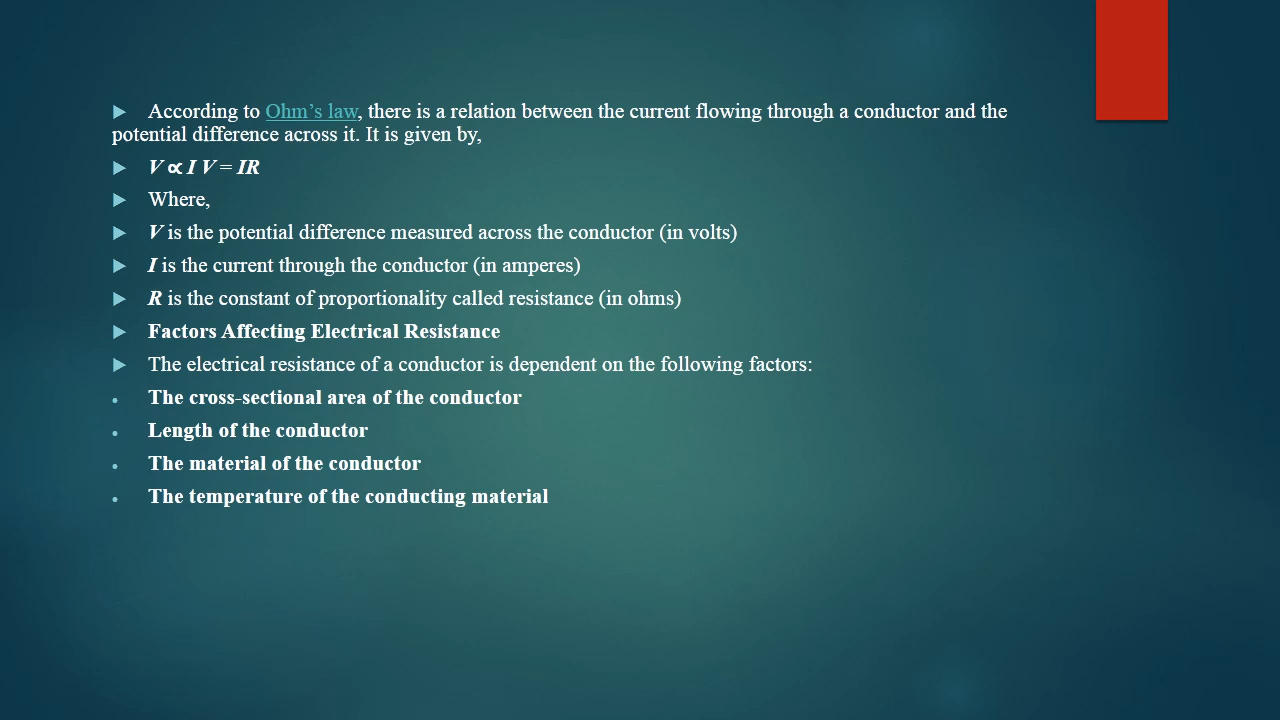 According to Ohm’s law, there is a relation between the current flowing through a conductor and the
potential difference across it. It is given by,
V ∝ I V = IR
Where,
V is the potential difference measured across the conductor (in volts)
I is the current through the conductor (in amperes)
R is the constant of proportionality called resistance (in ohms)
Factors Affecting Electrical Resistance
The electrical resistance of a conductor is dependent on the following factors:
The cross-sectional area of the conductor
Length of the conductor
The material of the conductor
The temperature of the conducting material